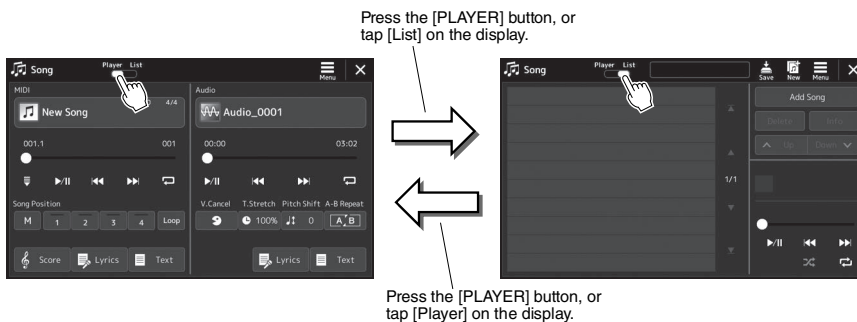 Press the [PLAYER] button, or
tap [List] on the display.
Song
Player List
Menu
MIDI
New Song
4/4
001.1 001
Song Position
M 1 2 3 4 Loop
Score Lyrics Text
Audio
Audio_0001
00:00 03:02
V.Cancel T.Stretch Pitch Shift A-B Repeat
100% 0 A B
Lyrics Text
Song
Player List
Save New Menu
Add Song
Delete Info
Up Down
1/1
Press the [PLAYER] button, or
tap [Player] on the display.